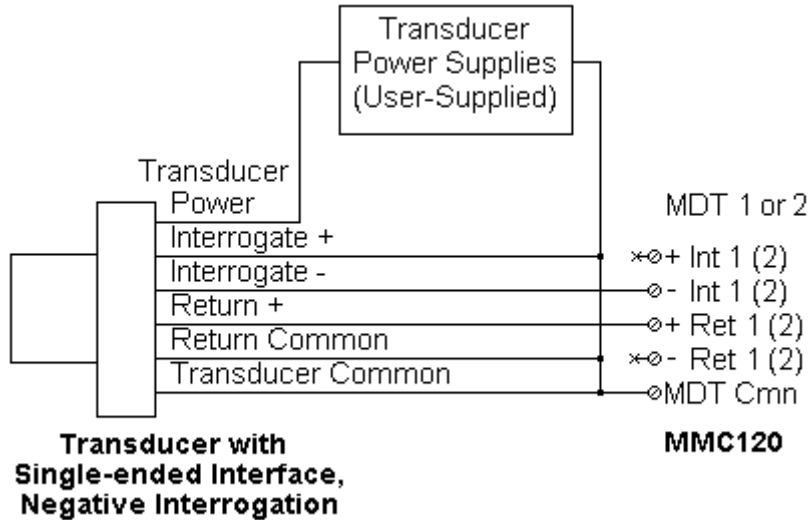 Transducer
Power Supplies
(User-Supplied)
Transducer
Power
Interrogate +
Interrogate -
Return +
Return Common
Transducer Common
MDT 1 or 2
+ Int 1 (2)
- Int 1 (2)
+ Ret 1 (2)
- Ret 1 (2)
MDT Cmn
Transducer with
Single-ended Interface,
Negative Interrogation
MMC120